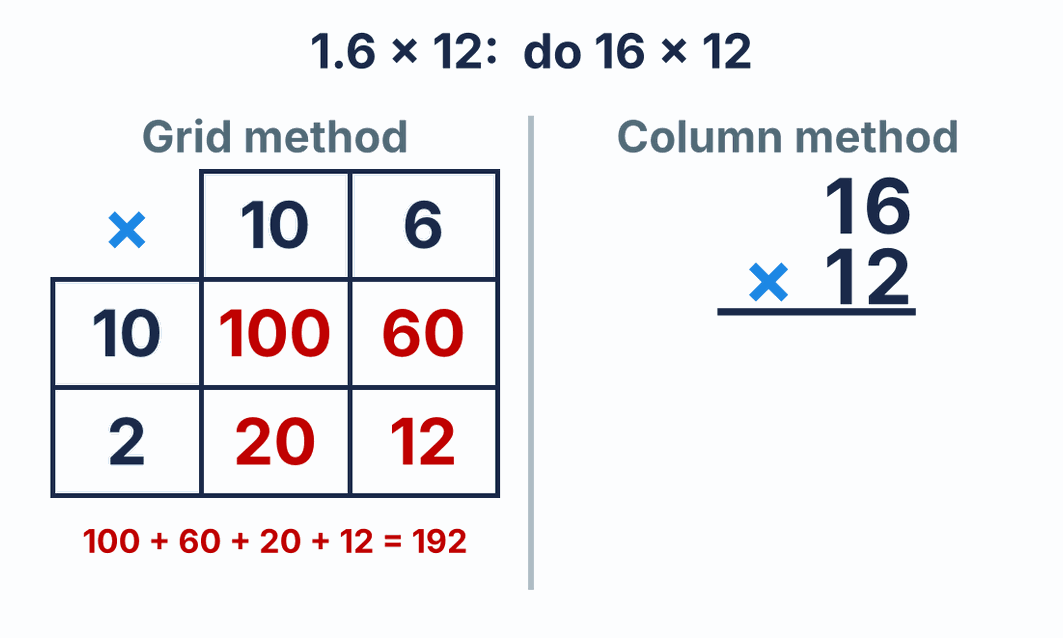 1.6 × 12: do 16 × 12
Grid method
× 10 6
10 100 60
2 20 12
100 + 60 + 20 + 12 = 192
Column method
16
× 12